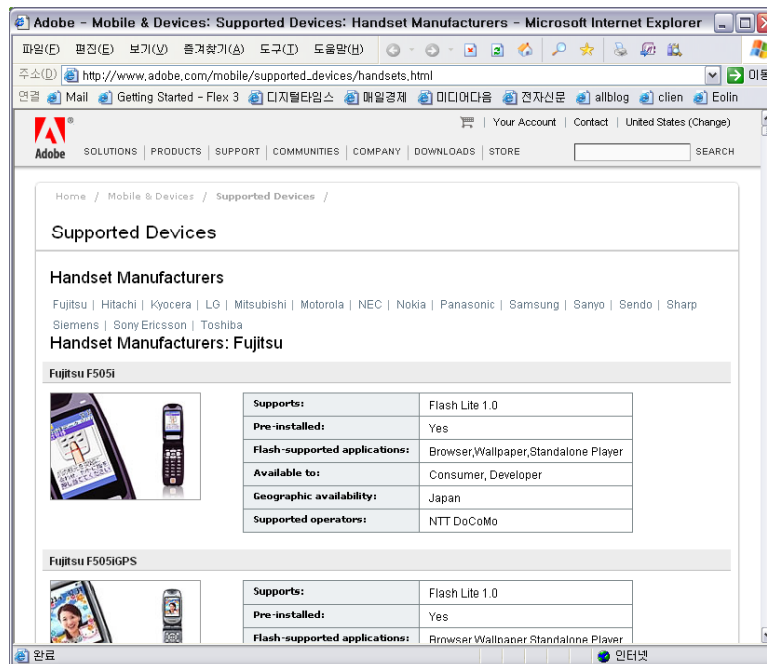 Adobe - Mobile & Devices: Supported Devices: Handset Manufacturers - Microsoft Internet Explorer
파일(F) 편진(E) 보기(V) 즐겨찾기(A) 도구(T) 도움말(H)
주소(D) http://www.adobe.com/mobile/supported_devices/handsets.html 이동
연결 Mail Getting Started - Flex 3 디지털타임스 매일경제 미디어다음 전자신문 allblog clien Eolin
Your Account | Contact | United States (Change)
Adobe SOLUTIONS | PRODUCTS | SUPPORT | COMMUNITIES | COMPANY | DOWNLOADS | STORE SEARCH
Home / Mobile & Devices / Supported Devices /
Supported Devices
Handset Manufacturers
Fujitsu | Hitachi | Kyocera | LG | Mitsubishi | Motorola | NEC | Nokia | Panasonic | Samsung | Sanyo | Sendo | Sharp
Siemens | Sony Ericsson | Toshiba
Handset Manufacturers: Fujitsu
Fujitsu F505i
Supports: Flash Lite 1.0
Pre-installed: Yes
Flash-supported applications: Browser,Wallpaper,Standalone Player
Available to: Consumer, Developer
Geographic availability: Japan
Supported operators: NTT DoCoMo
Fujitsu F505iGPS
Supports: Flash Lite 1.0
Pre-installed: Yes
Flash-supported applications: Browser,Wallpaper,Standalone Player
완료 인터넷